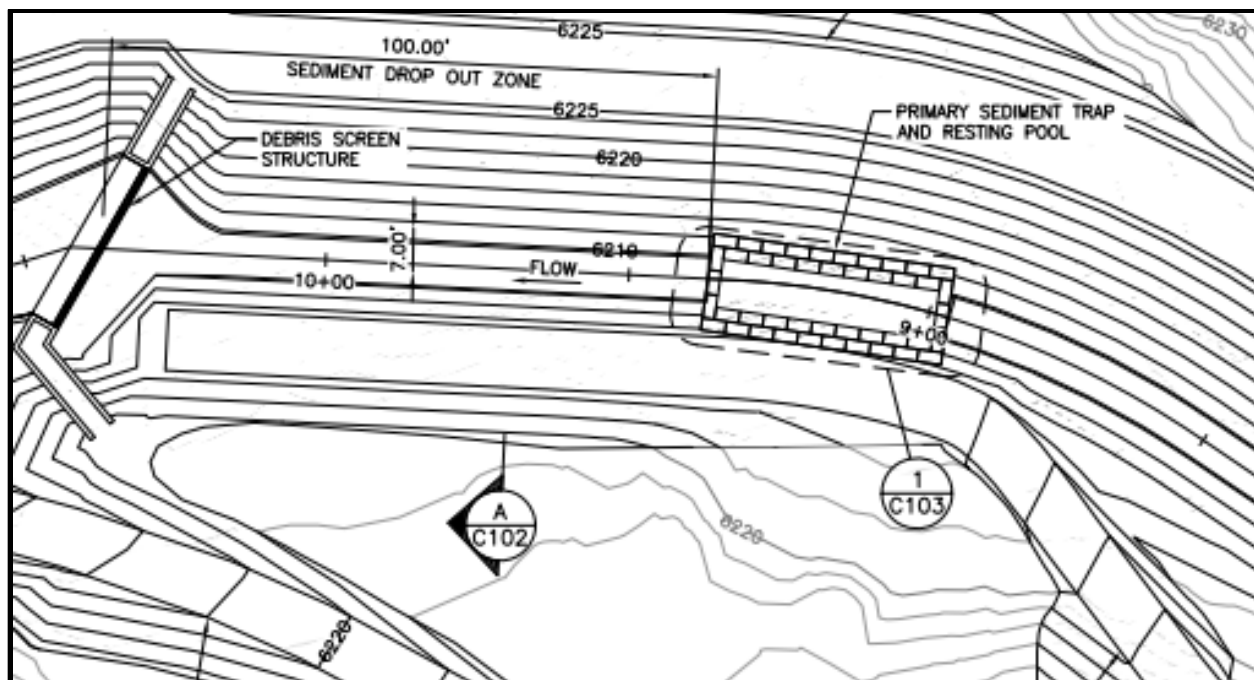 6225
6230
100.00'
SEDIMENT DROP OUT ZONE
6225
PRIMARY SEDIMENT TRAP
AND RESTING POOL
DEBRIS SCREEN
STRUCTURE
6220
7.00'
6210
FLOW
10+00
9+00
1
C103
A
C102
6220
6220